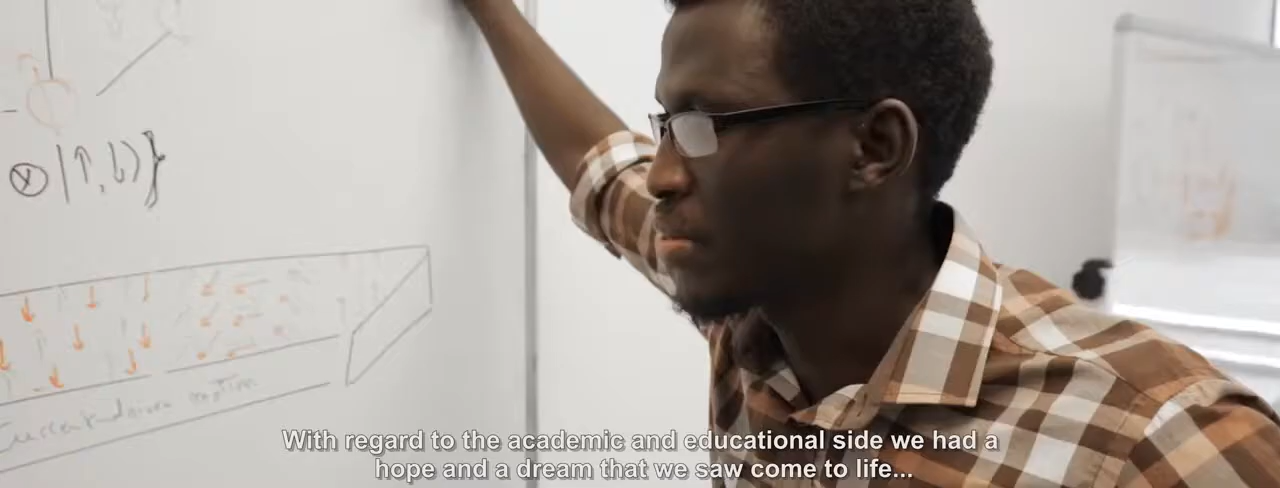 ⊗|↑,↓⟩}
With regard to the academic and educational side we had a
hope and a dream that we saw come to life...